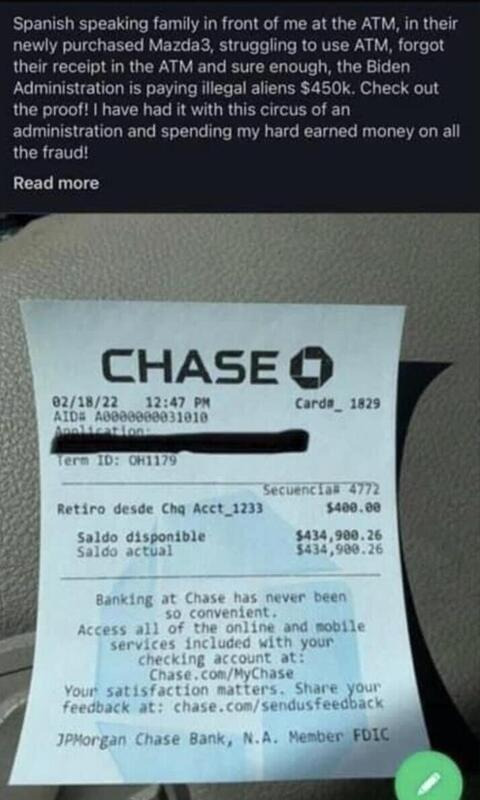 Spanish speaking family in front of me at the ATM, in their
newly purchased Mazda3, struggling to use ATM, forgot
their receipt in the ATM and sure enough, the Biden
Administration is paying illegal aliens $450k. Check out
the proof! I have had it with this circus of an
administration and spending my hard earned money on all
the fraud!
Read more
CHASE
02/18/22 12:47 PM Card#_ 1829
AID# A0000000031010
Application:
Term ID: OH1179
Secuencia# 4772
Retiro desde Chq Acct_1233 $400.00
Saldo disponible $434,900.26
Saldo actual $434,900.26
Banking at Chase has never been
so convenient.
Access all of the online and mobile
services included with your
checking account at:
Chase.com/MyChase
Your satisfaction matters. Share your
feedback at: chase.com/sendusfeedback
JPMorgan Chase Bank, N.A. Member FDIC